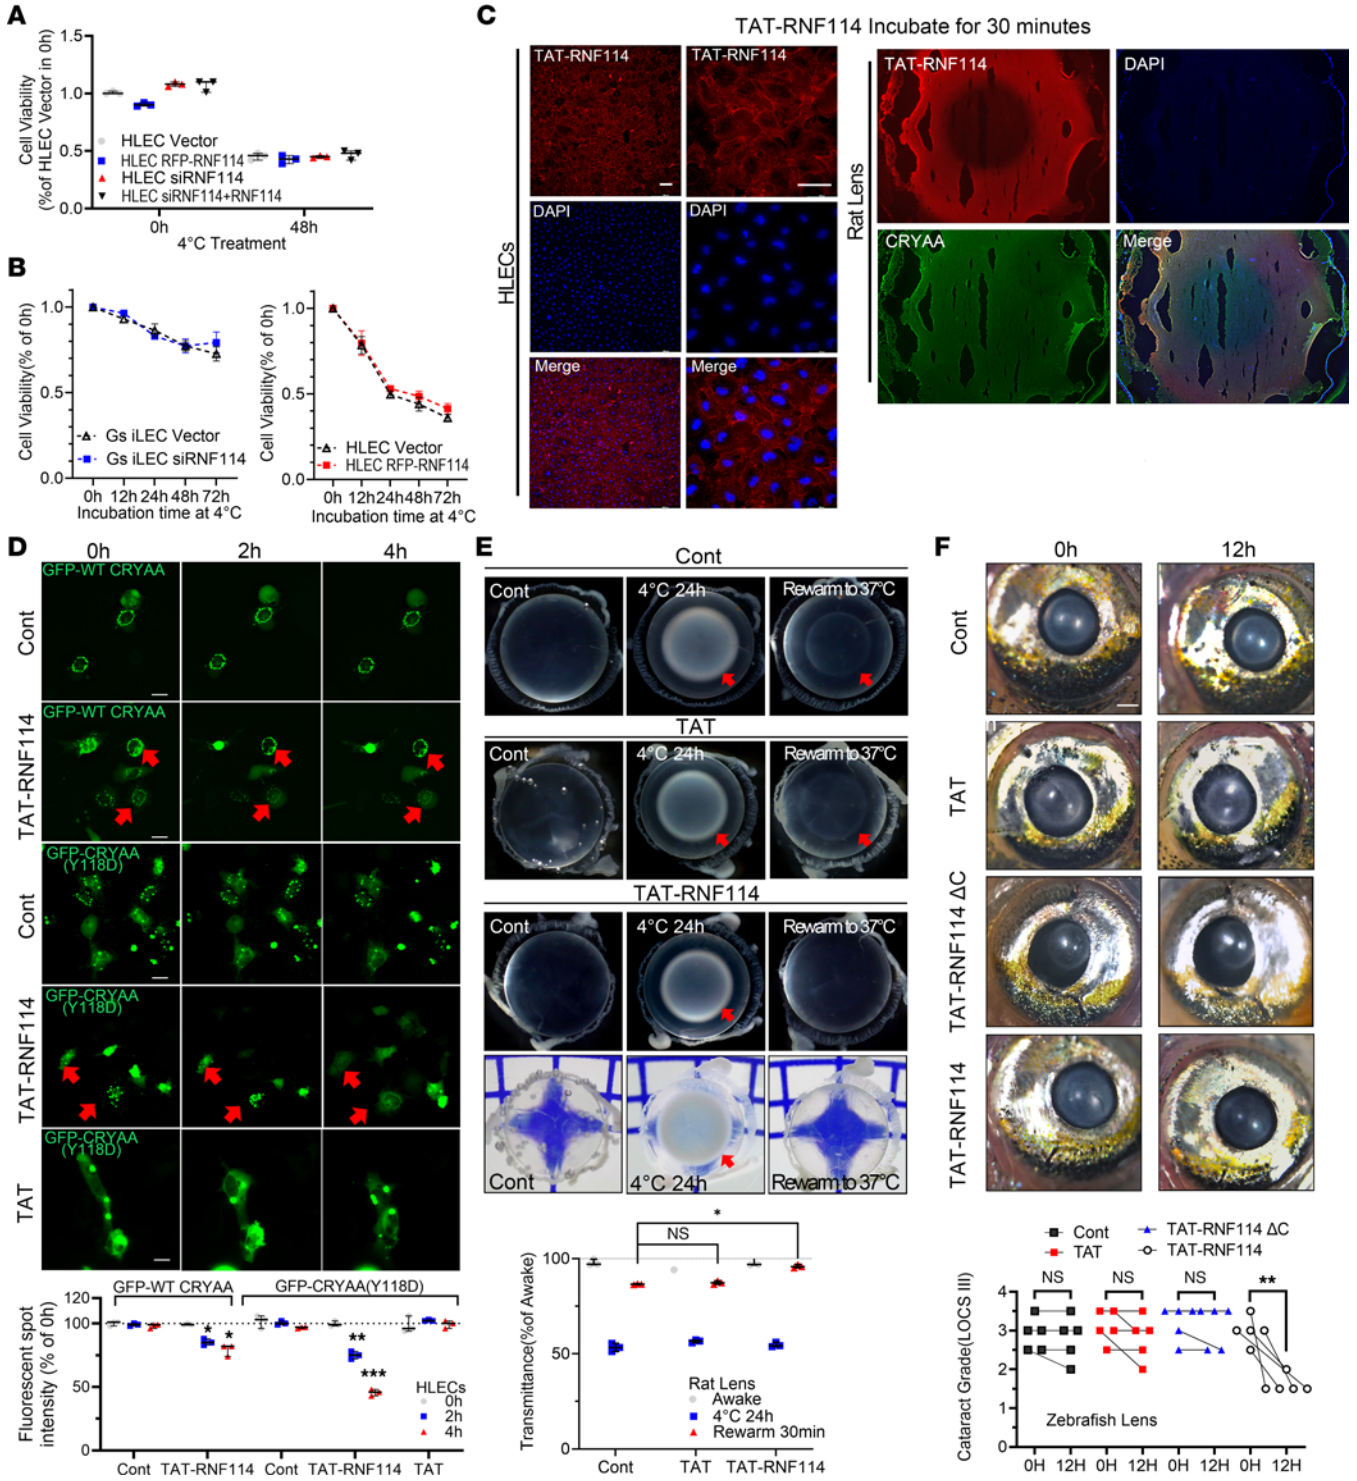 A
Cell Viability
(%of HLEC Vector in 0h)
1.5
1.0
0.5
0.0
HLEC Vector
HLEC RFP-RNF114
HLEC siRNF114
HLEC siRNF114+RNF114
0h 48h
4°C Treatment
B
Cell Viability(% of 0h)
1.0
0.5
0.0
Gs iLEC Vector
Gs iLEC siRNF114
0h 12h 24h 48h 72h
Incubation time at 4°C
Cell Viability(% of 0h)
1.0
0.5
0.0
HLEC Vector
HLEC RFP-RNF114
0h 12h 24h 48h 72h
Incubation time at 4°C
C
TAT-RNF114 Incubate for 30 minutes
HLECs
TAT-RNF114 TAT-RNF114
DAPI DAPI
Merge Merge
Rat Lens
TAT-RNF114 DAPI
CRYAA Merge
D
0h 2h 4h
Cont
GFP-WT CRYAA
TAT-RNF114
GFP-WT CRYAA
Cont
GFP-CRYAA
(Y118D)
TAT-RNF114
GFP-CRYAA
(Y118D)
TAT
GFP-CRYAA
(Y118D)
GFP-WT CRYAA GFP-CRYAA(Y118D)
Fluorescent spot
intensity (% of 0h)
120
100
50
0
* * ** ***
HLECs
0h
2h
4h
Cont TAT-RNF114 Cont TAT-RNF114 TAT
E
Cont
Cont 4°C 24h Rewarm to 37°C
TAT
Cont 4°C 24h Rewarm to 37°C
TAT-RNF114
Cont 4°C 24h Rewarm to 37°C
Cont 4°C 24h Rewarm to 37°C
*
NS
Transmittance(%of Awake)
100
50
0
Rat Lens
Awake
4°C 24h
Rewarm 30min
Cont TAT TAT-RNF114
F
0h 12h
Cont
TAT
TAT-RNF114 ΔC
TAT-RNF114
Cont TAT-RNF114 ΔC
TAT TAT-RNF114
NS NS NS **
Cataract Grade(LOCS III)
4
3
2
1
0
Zebrafish Lens
0H 12H 0H 12H 0H 12H 0H 12H